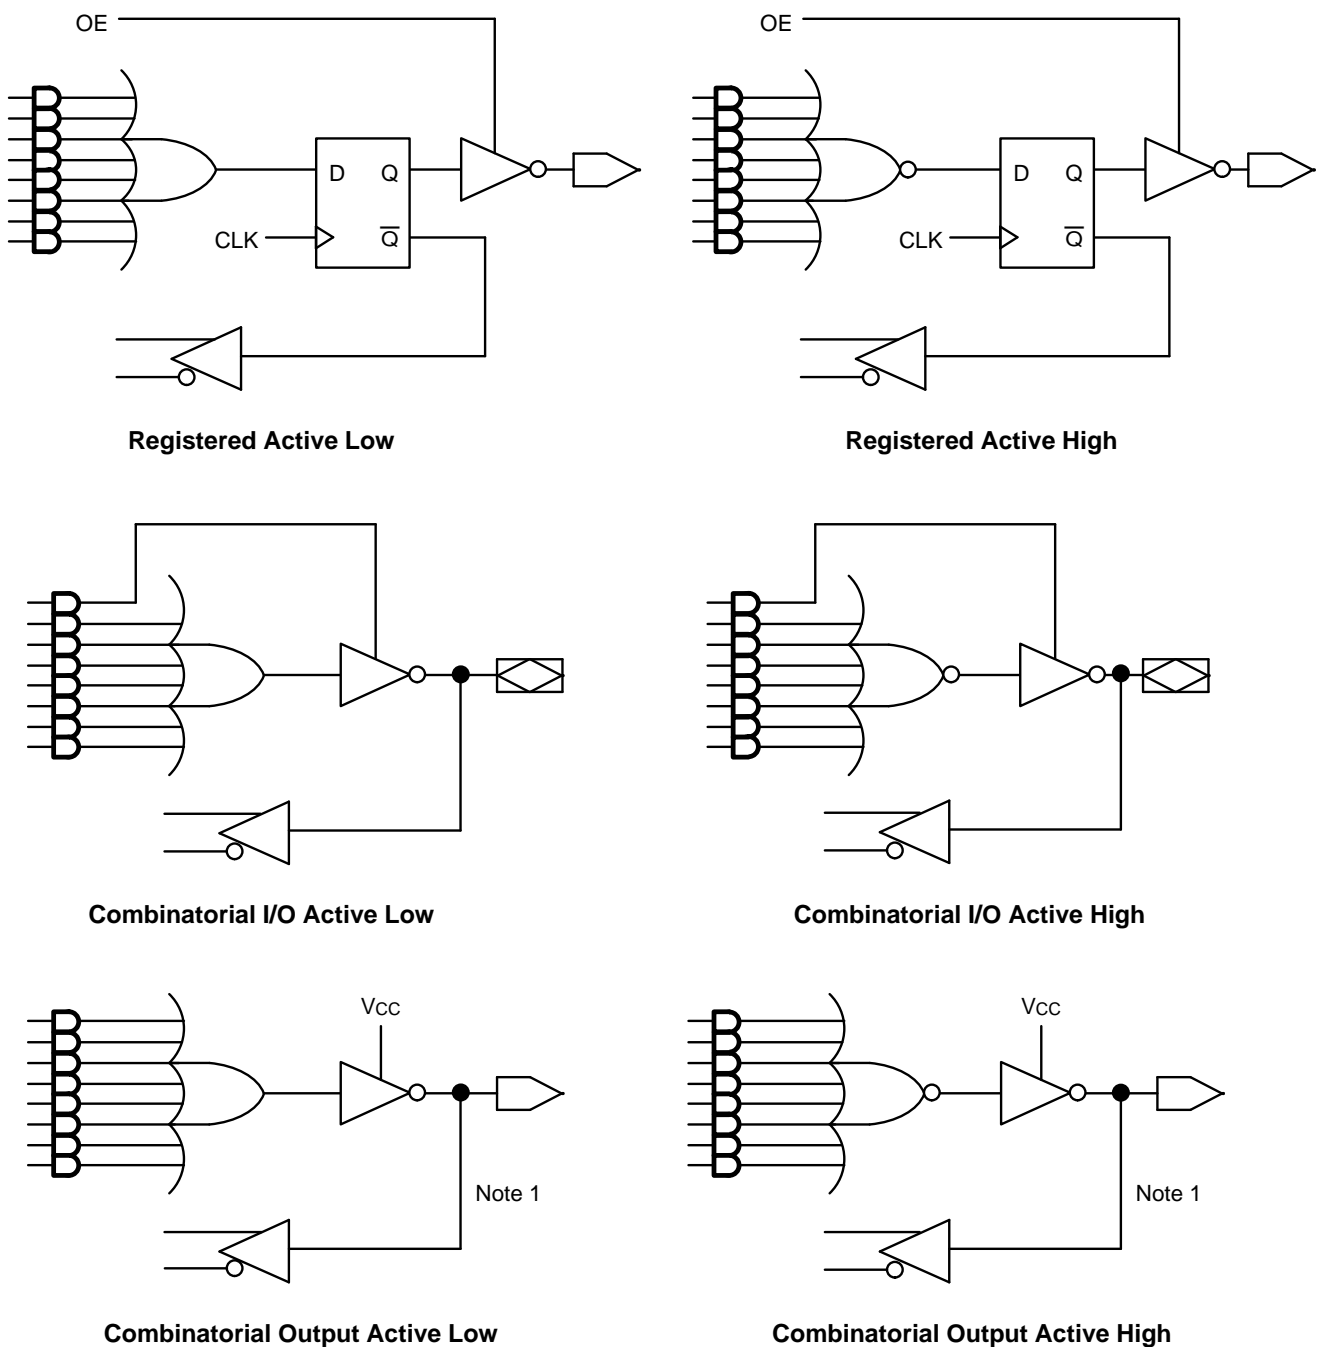 OE
OE
D Q
CLK Q̅
D Q
CLK Q̅
Registered Active Low
Registered Active High
Combinatorial I/O Active Low
Combinatorial I/O Active High
VCC
VCC
Note 1
Note 1
Combinatorial Output Active Low
Combinatorial Output Active High